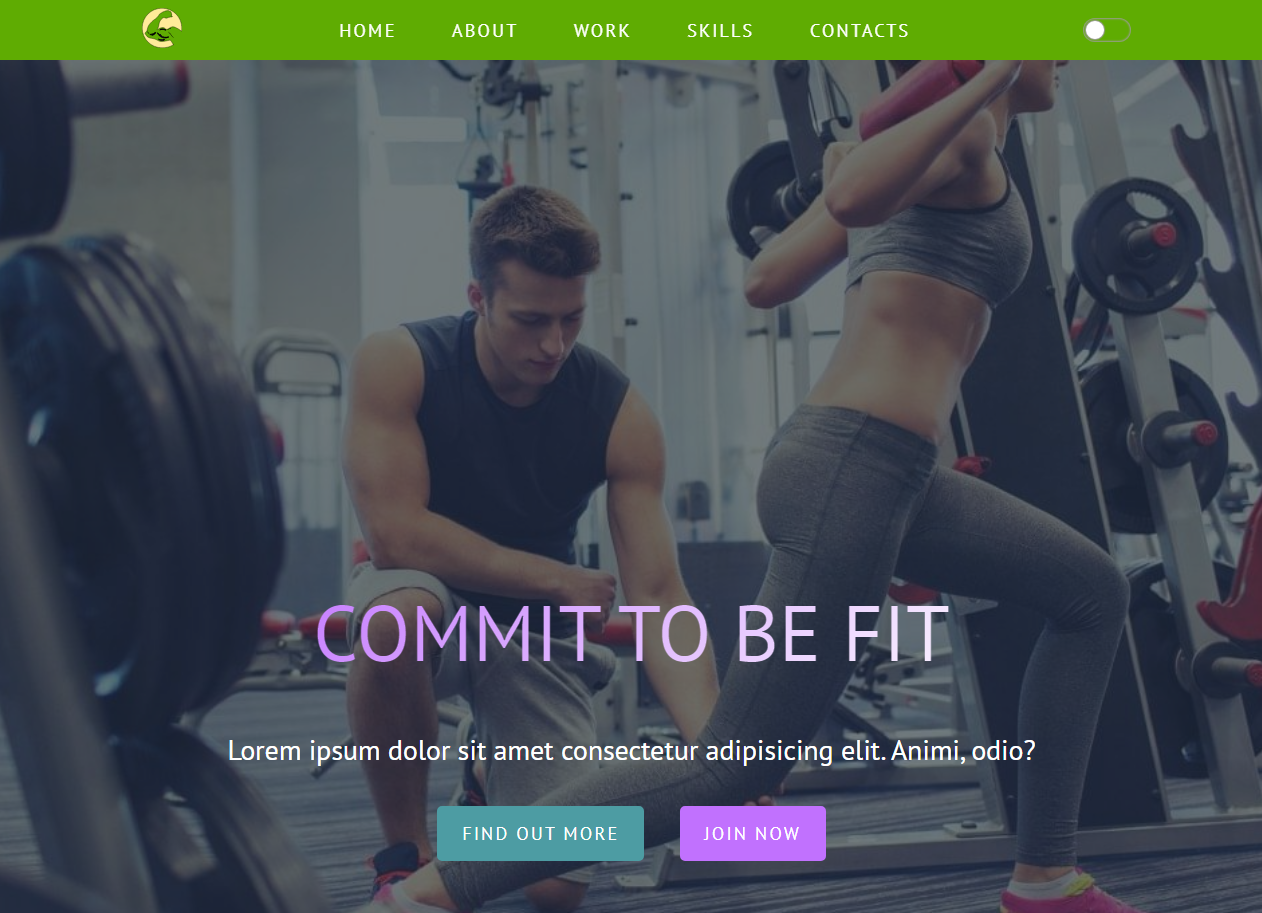 HOME ABOUT WORK SKILLS CONTACTS
COMMIT TO BE FIT
Lorem ipsum dolor sit amet consectetur adipisicing elit. Animi, odio?
FIND OUT MORE JOIN NOW